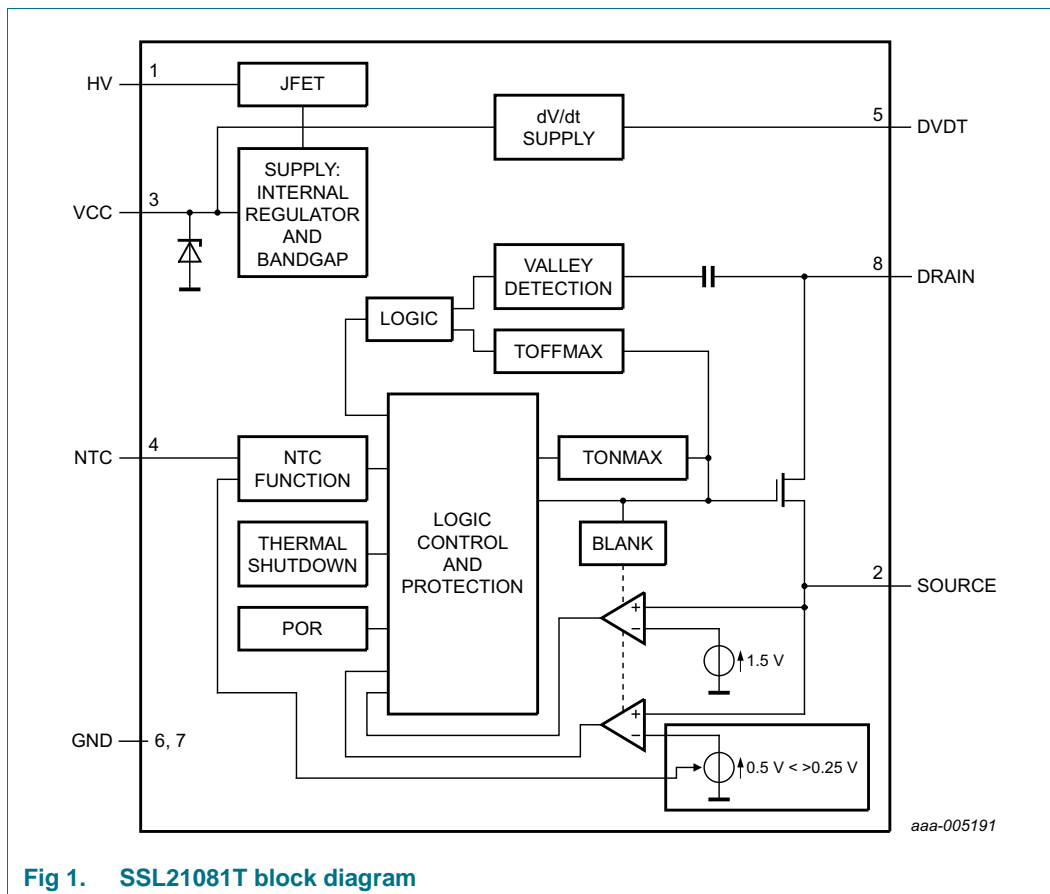 HV
1
JFET
dV/dt
SUPPLY
5
DVDT
SUPPLY:
INTERNAL
REGULATOR
AND
BANDGAP
VCC
3
VALLEY
DETECTION
8
DRAIN
LOGIC
TOFFMAX
NTC
4
NTC
FUNCTION
TONMAX
LOGIC
CONTROL
AND
PROTECTION
THERMAL
SHUTDOWN
BLANK
2
SOURCE
POR
+
−
1.5 V
+
−
0.5 V < >0.25 V
GND
6, 7
aaa-005191
Fig 1. SSL21081T block diagram